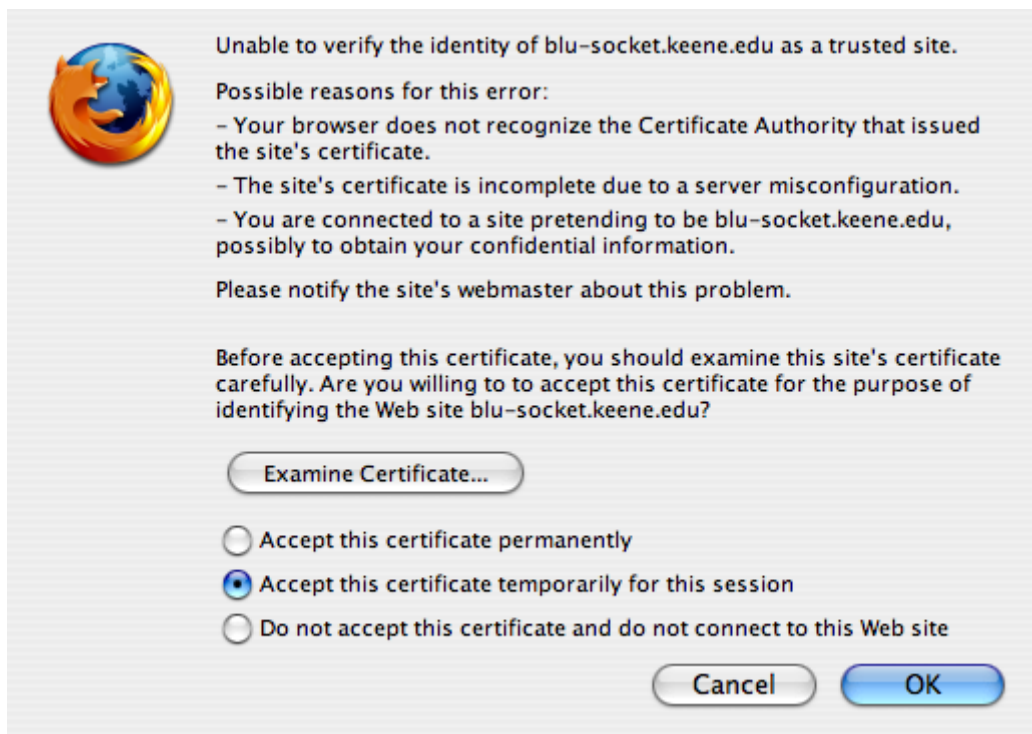 Unable to verify the identity of blu-socket.keene.edu as a trusted site.
Possible reasons for this error:
- Your browser does not recognize the Certificate Authority that issued
the site's certificate.
- The site's certificate is incomplete due to a server misconfiguration.
- You are connected to a site pretending to be blu-socket.keene.edu,
possibly to obtain your confidential information.
Please notify the site's webmaster about this problem.
Before accepting this certificate, you should examine this site's certificate
carefully. Are you willing to to accept this certificate for the purpose of
identifying the Web site blu-socket.keene.edu?
Examine Certificate...
Accept this certificate permanently
Accept this certificate temporarily for this session
Do not accept this certificate and do not connect to this Web site
Cancel OK